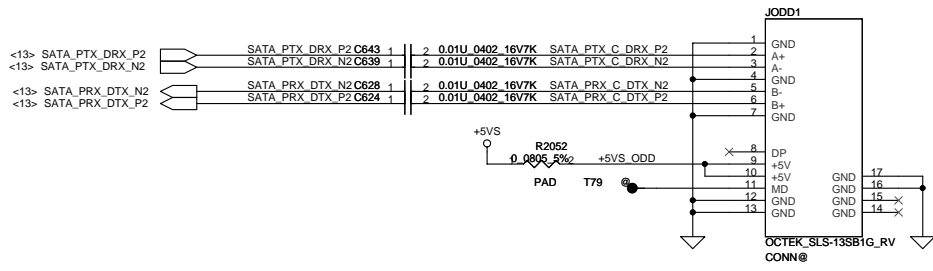 JODD1
1 GND
<13> SATA_PTX_DRX_P2 SATA_PTX_DRX_P2 C643 1 2 0.01U_0402_16V7K SATA_PTX_C_DRX_P2 2 A+
<13> SATA_PTX_DRX_N2 SATA_PTX_DRX_N2 C639 1 2 0.01U_0402_16V7K SATA_PTX_C_DRX_N2 3 A-
4 GND
<13> SATA_PRX_DTX_N2 SATA_PRX_DTX_N2 C628 1 2 0.01U_0402_16V7K SATA_PRX_C_DTX_N2 5 B-
<13> SATA_PRX_DTX_P2 SATA_PRX_DTX_P2 C624 1 2 0.01U_0402_16V7K SATA_PRX_C_DTX_P2 6 B+
7 GND
+5VS
R2052
8 DP
1 0_0805_5% 2 +5VS_ODD 9 +5V
10 +5V GND 17
PAD T79 @ 11 MD GND 16
12 GND GND 15
13 GND GND 14
OCTEK_SLS-13SB1G_RV
CONN@